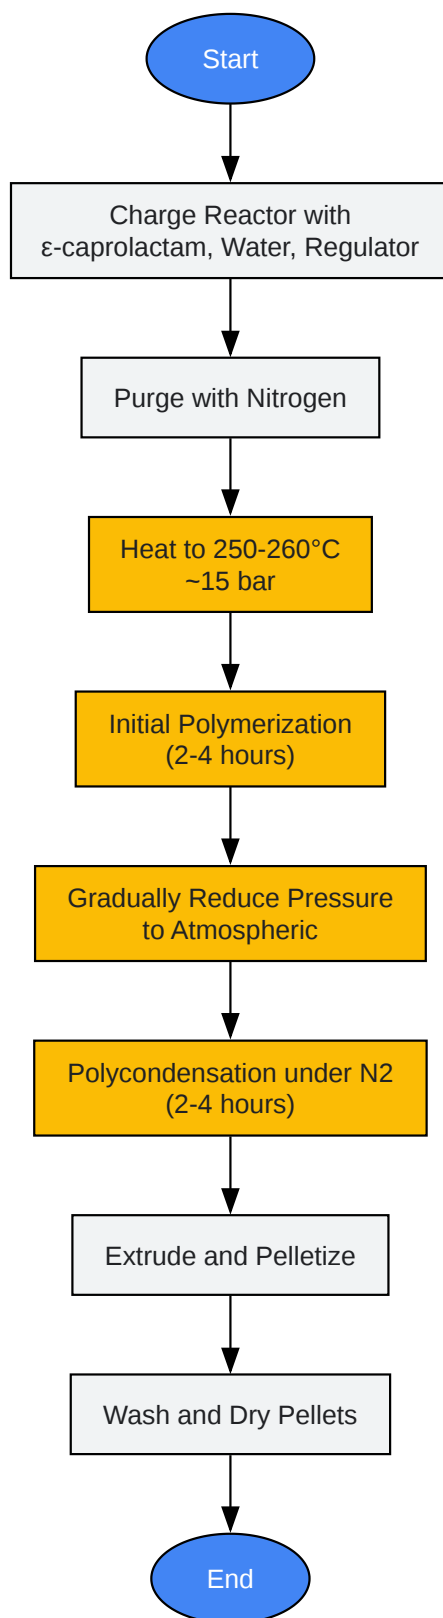 Start
Charge Reactor with
ε-caprolactam, Water, Regulator
Purge with Nitrogen
Heat to 250-260°C
~15 bar
Initial Polymerization
(2-4 hours)
Gradually Reduce Pressure
to Atmospheric
Polycondensation under N2
(2-4 hours)
Extrude and Pelletize
Wash and Dry Pellets
End